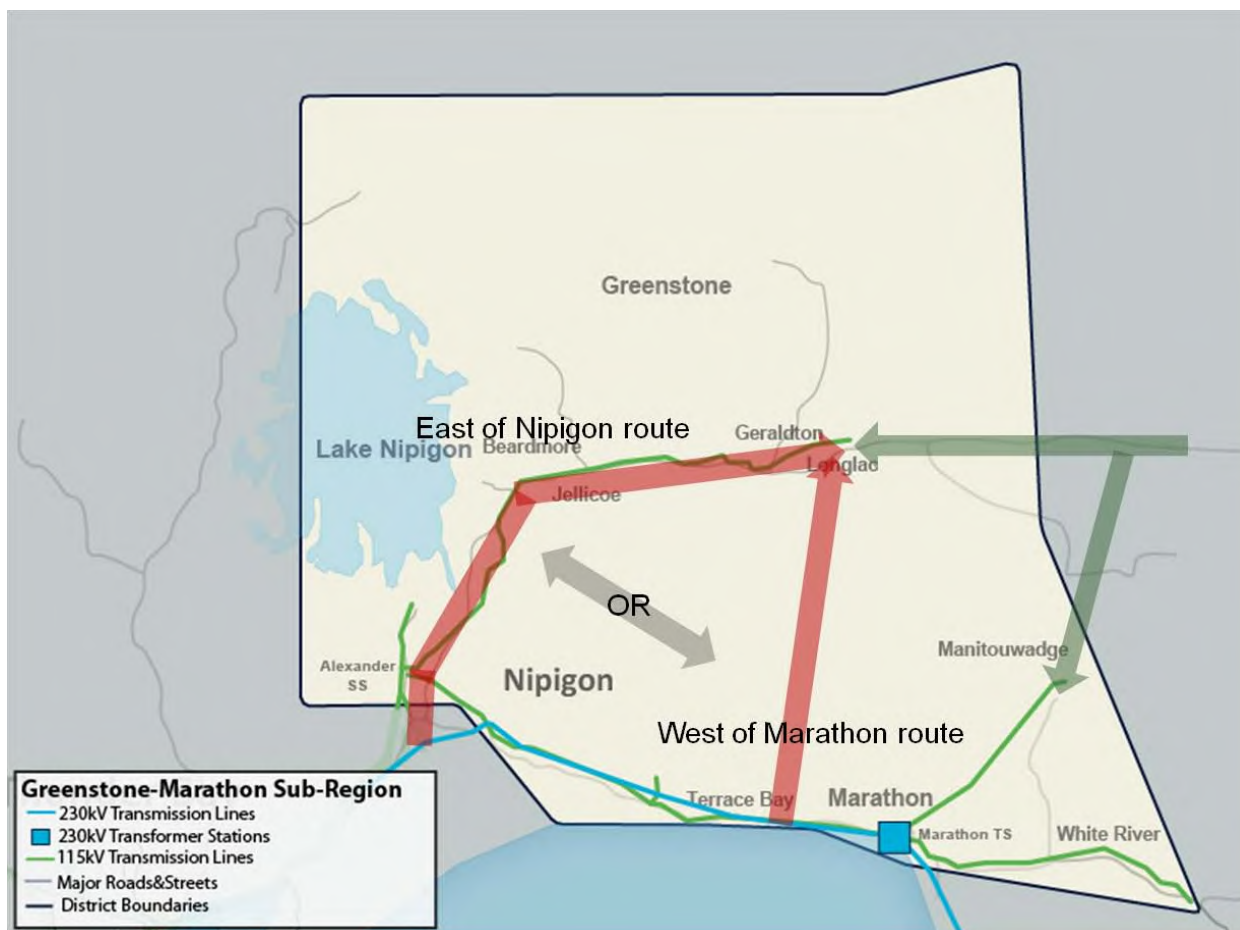 Greenstone
East of Nipigon route
Lake Nipigon
Beardmore
Geraldton
Longlac
Jellicoe
OR
Manitouwadge
Alexander
SS
Nipigon
West of Marathon route
Terrace Bay
Marathon
Marathon TS
White River
Greenstone-Marathon Sub-Region
230kV Transmission Lines
230kV Transformer Stations
115kV Transmission Lines
Major Roads&Streets
District Boundaries